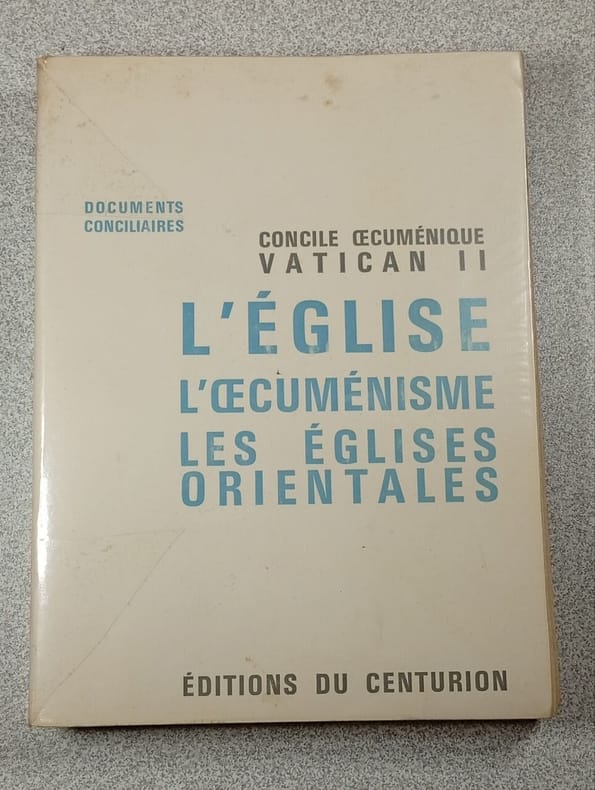 DOCUMENTS
CONCILIAIRES
CONCILE ŒCUMÉNIQUE
VATICAN II
L'ÉGLISE
L'ŒCUMÉNISME
LES ÉGLISES
ORIENTALES
ÉDITIONS DU CENTURION